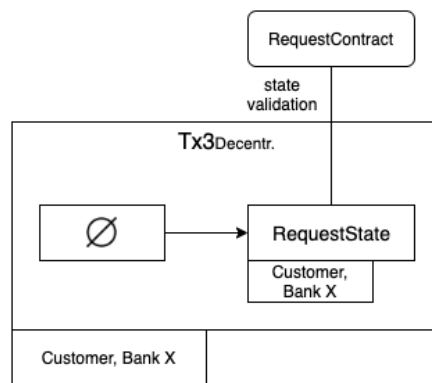 RequestContract
state
validation
Tx3Decentr.
∅
RequestState
Customer,
Bank X
Customer, Bank X